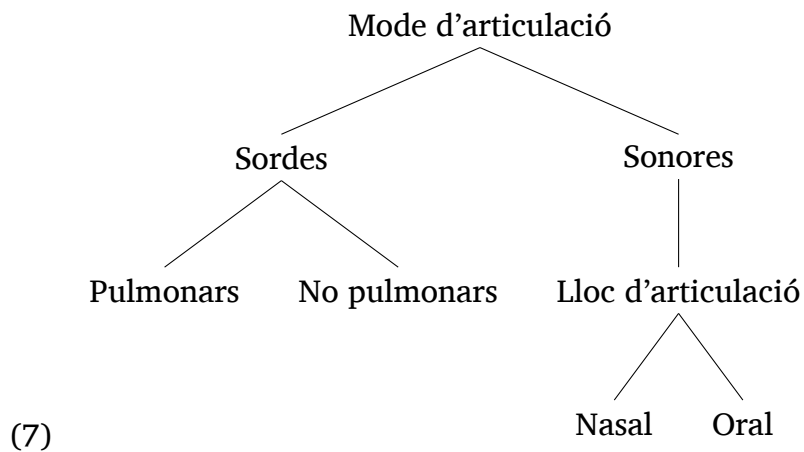 Mode d’articulació
Sordes Sonores
Pulmonars No pulmonars Lloc d’articulació
Nasal Oral
(7)